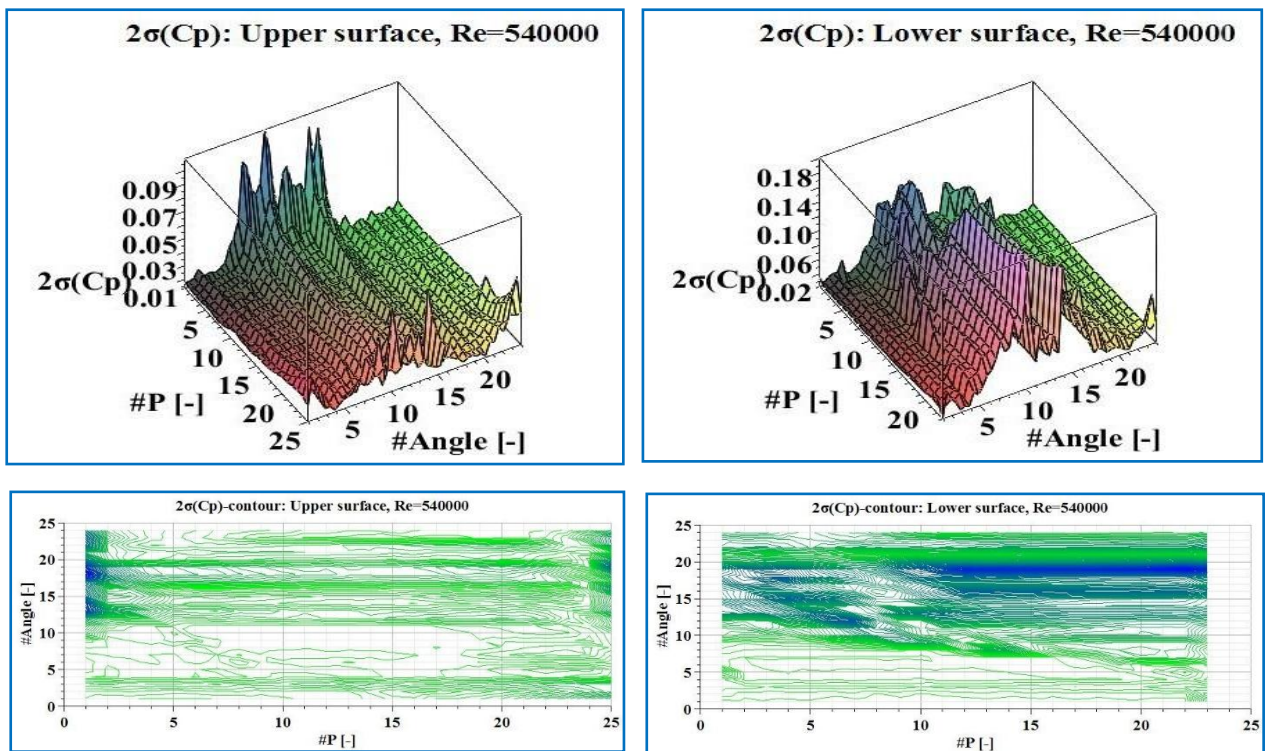 2σ(Cp): Upper surface, Re=540000
0.09
0.07
0.05
0.03
2σ(Cp)
0.01
5
10
15
20
25
#P [-]
5
10
15
20
#Angle [-]
2σ(Cp): Lower surface, Re=540000
0.18
0.14
0.10
0.06
2σ(Cp)
0.02
5
10
15
20
#P [-]
5
10
15
20
#Angle [-]
2σ(Cp)-contour: Upper surface, Re=540000
25
20
15
10
5
0
#Angle [-]
0 5 10 15 20 25
#P [-]
2σ(Cp)-contour: Lower surface, Re=540000
25
20
15
10
5
0
#Angle [-]
0 5 10 15 20 25
#P [-]